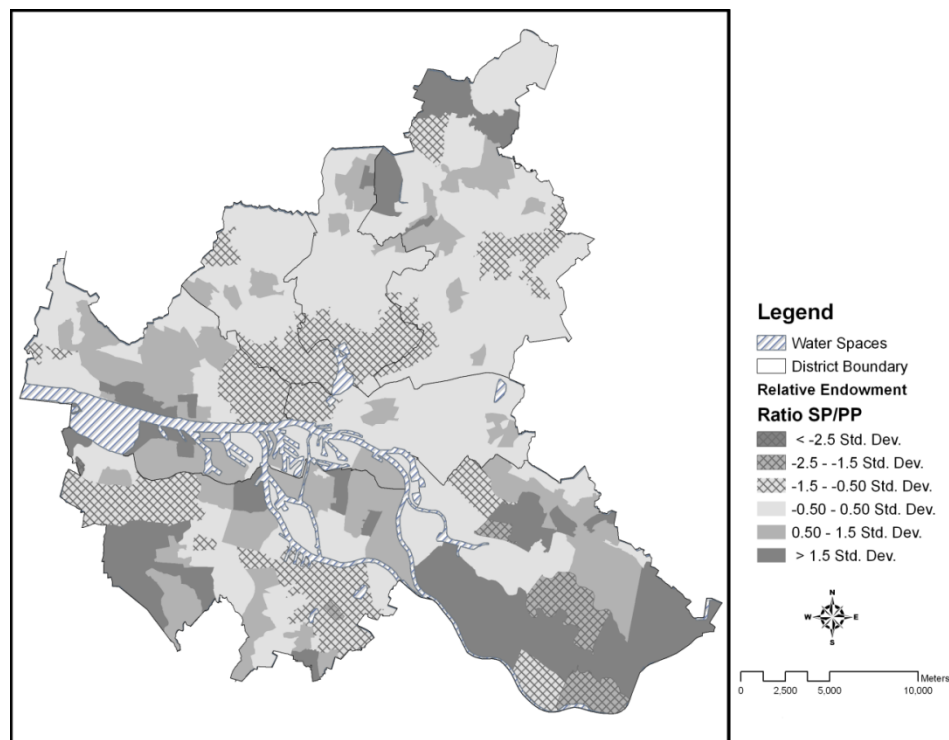 Legend
Water Spaces
District Boundary
Relative Endowment
Ratio SP/PP
< -2.5 Std. Dev.
-2.5 - -1.5 Std. Dev.
-1.5 - -0.50 Std. Dev.
-0.50 - 0.50 Std. Dev.
0.50 - 1.5 Std. Dev.
> 1.5 Std. Dev.
N
W E
S
Meters
0 2,500 5,000 10,000